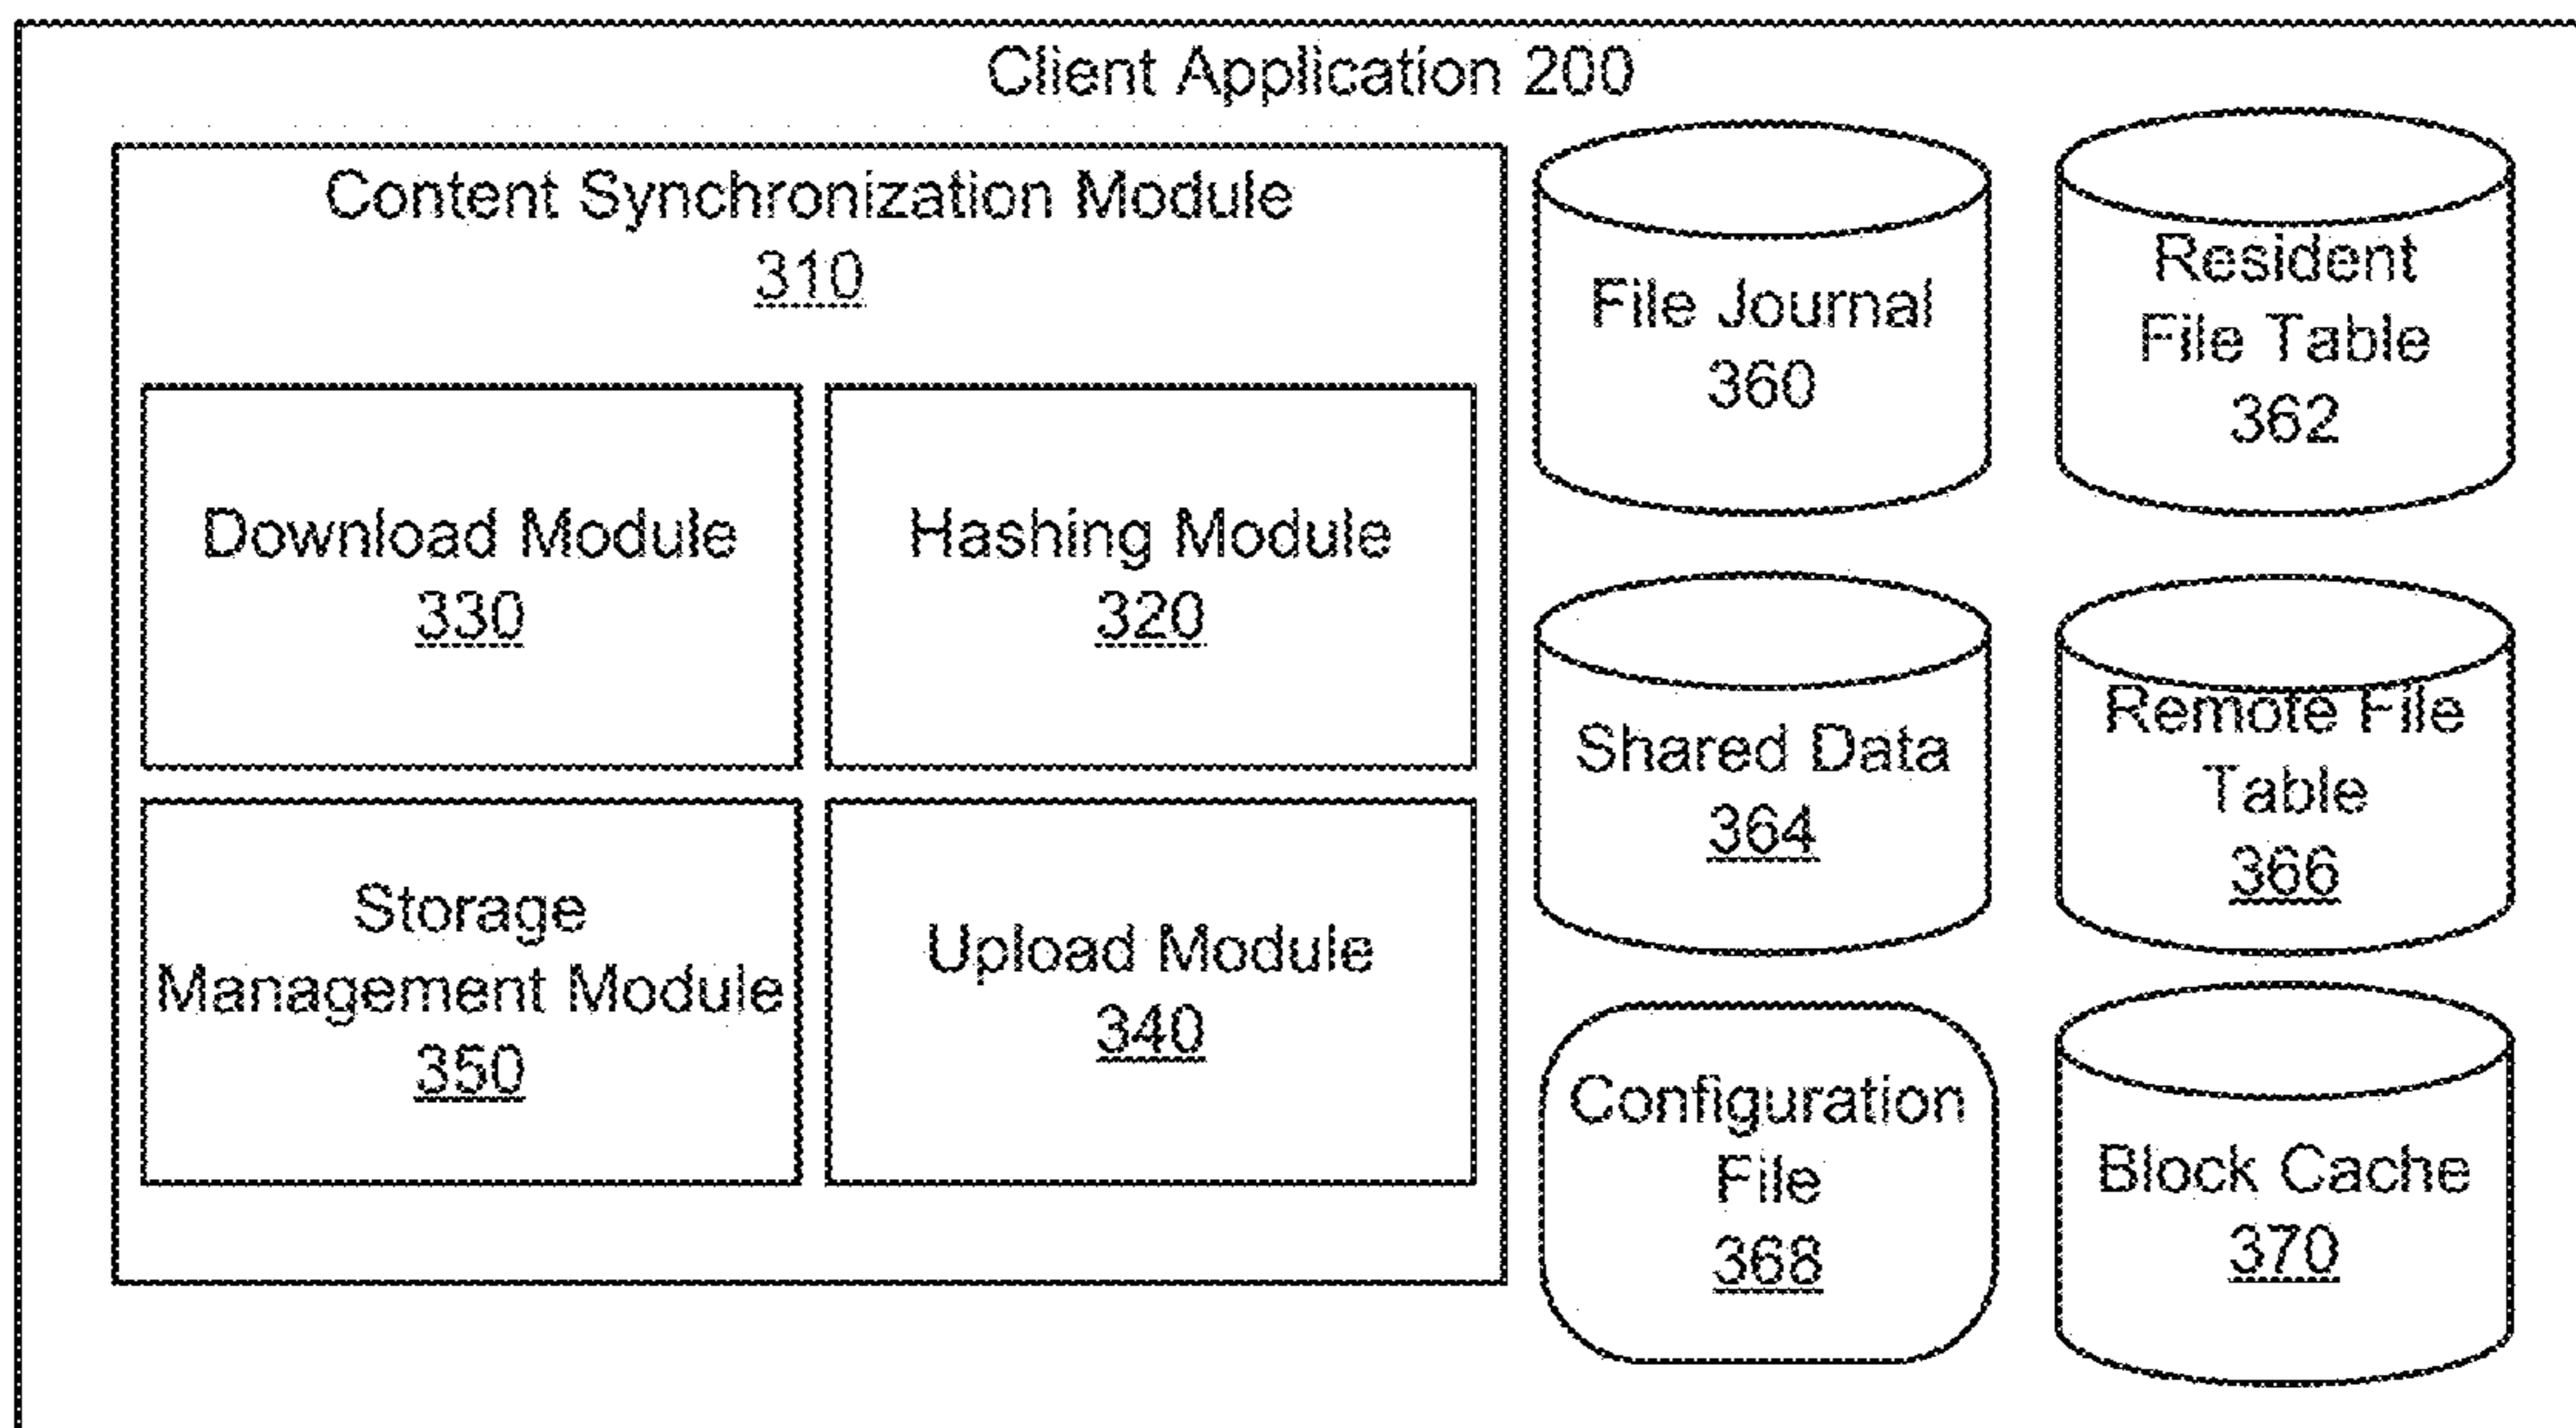 Client Application 200
Content Synchronization Module
310
Download Module
330
Hashing Module
320
Storage
Management Module
350
Upload Module
340
File Journal
360
Resident
File Table
362
Shared Data
364
Remote File
Table
366
Configuration
File
368
Block Cache
370